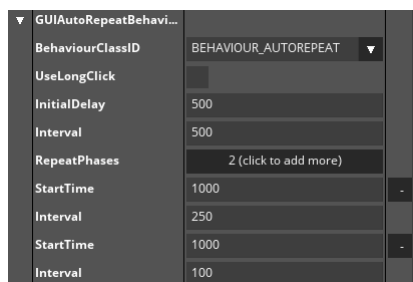 ▼ GUIAutoRepeatBehavi...
BehaviourClassID BEHAVIOUR_AUTOREPEAT ▼
UseLongClick
InitialDelay 500
Interval 500
RepeatPhases 2 (click to add more)
StartTime 1000 -
Interval 250
StartTime 1000 -
Interval 100